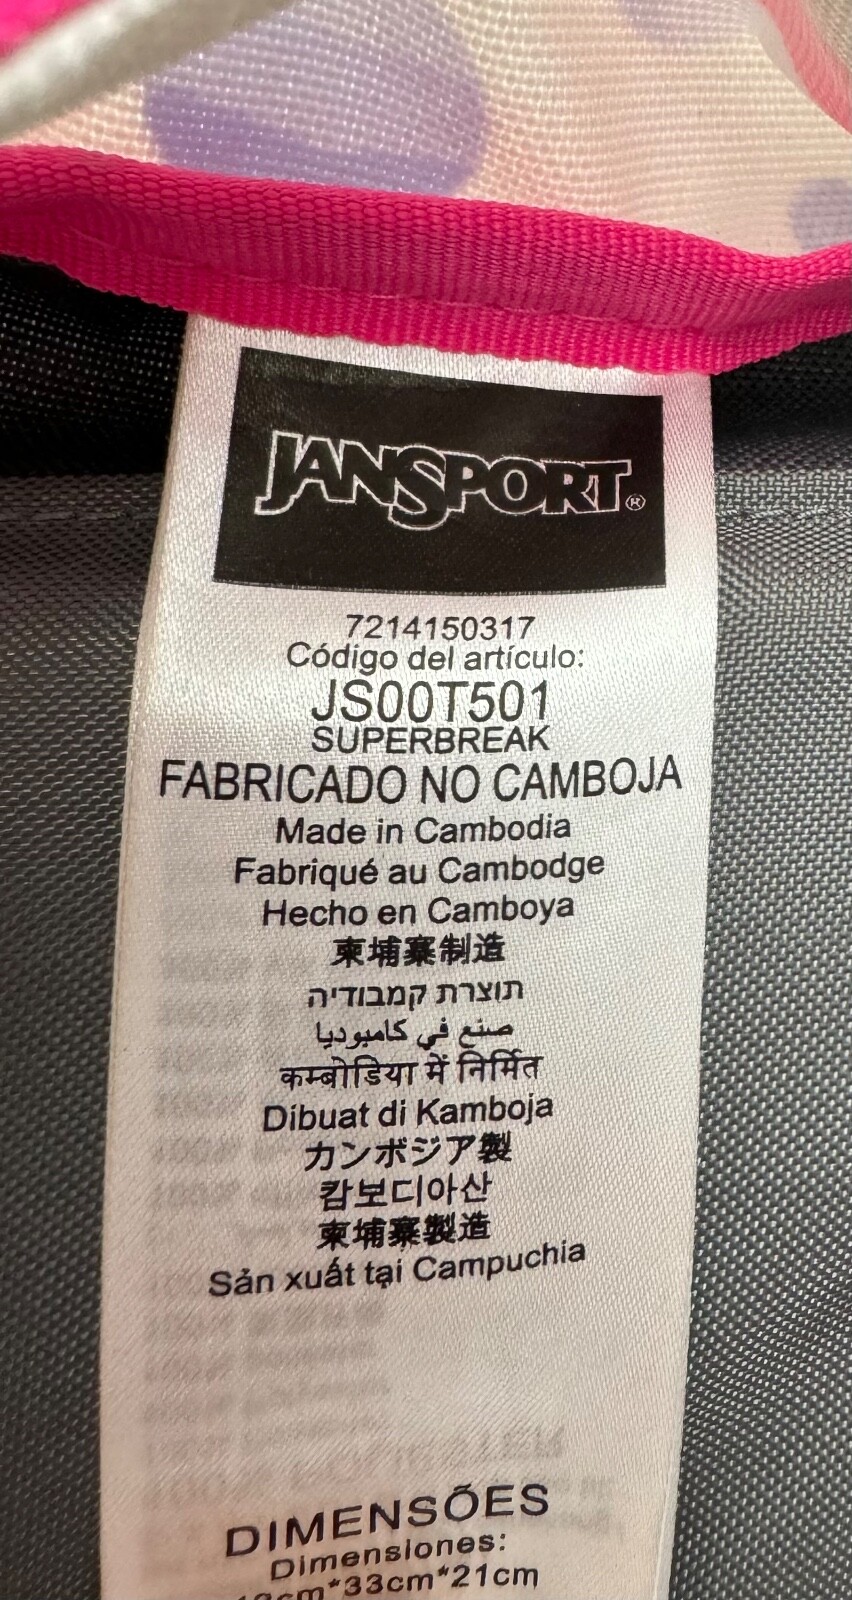 JANSPORT®
7214150317
Código del artículo:
JS00T501
SUPERBREAK
FABRICADO NO CAMBOJA
Made in Cambodia
Fabriqué au Cambodge
Hecho en Camboya
柬埔寨制造
תוצרת קמבודיה
صنع في كامبوديا
कम्बोडिया में निर्मित
Dibuat di Kamboja
カンボジア製
캄보디아산
柬埔寨製造
Sản xuất tại Campuchia
DIMENSÕES
Dimensiones:
*33cm*21cm